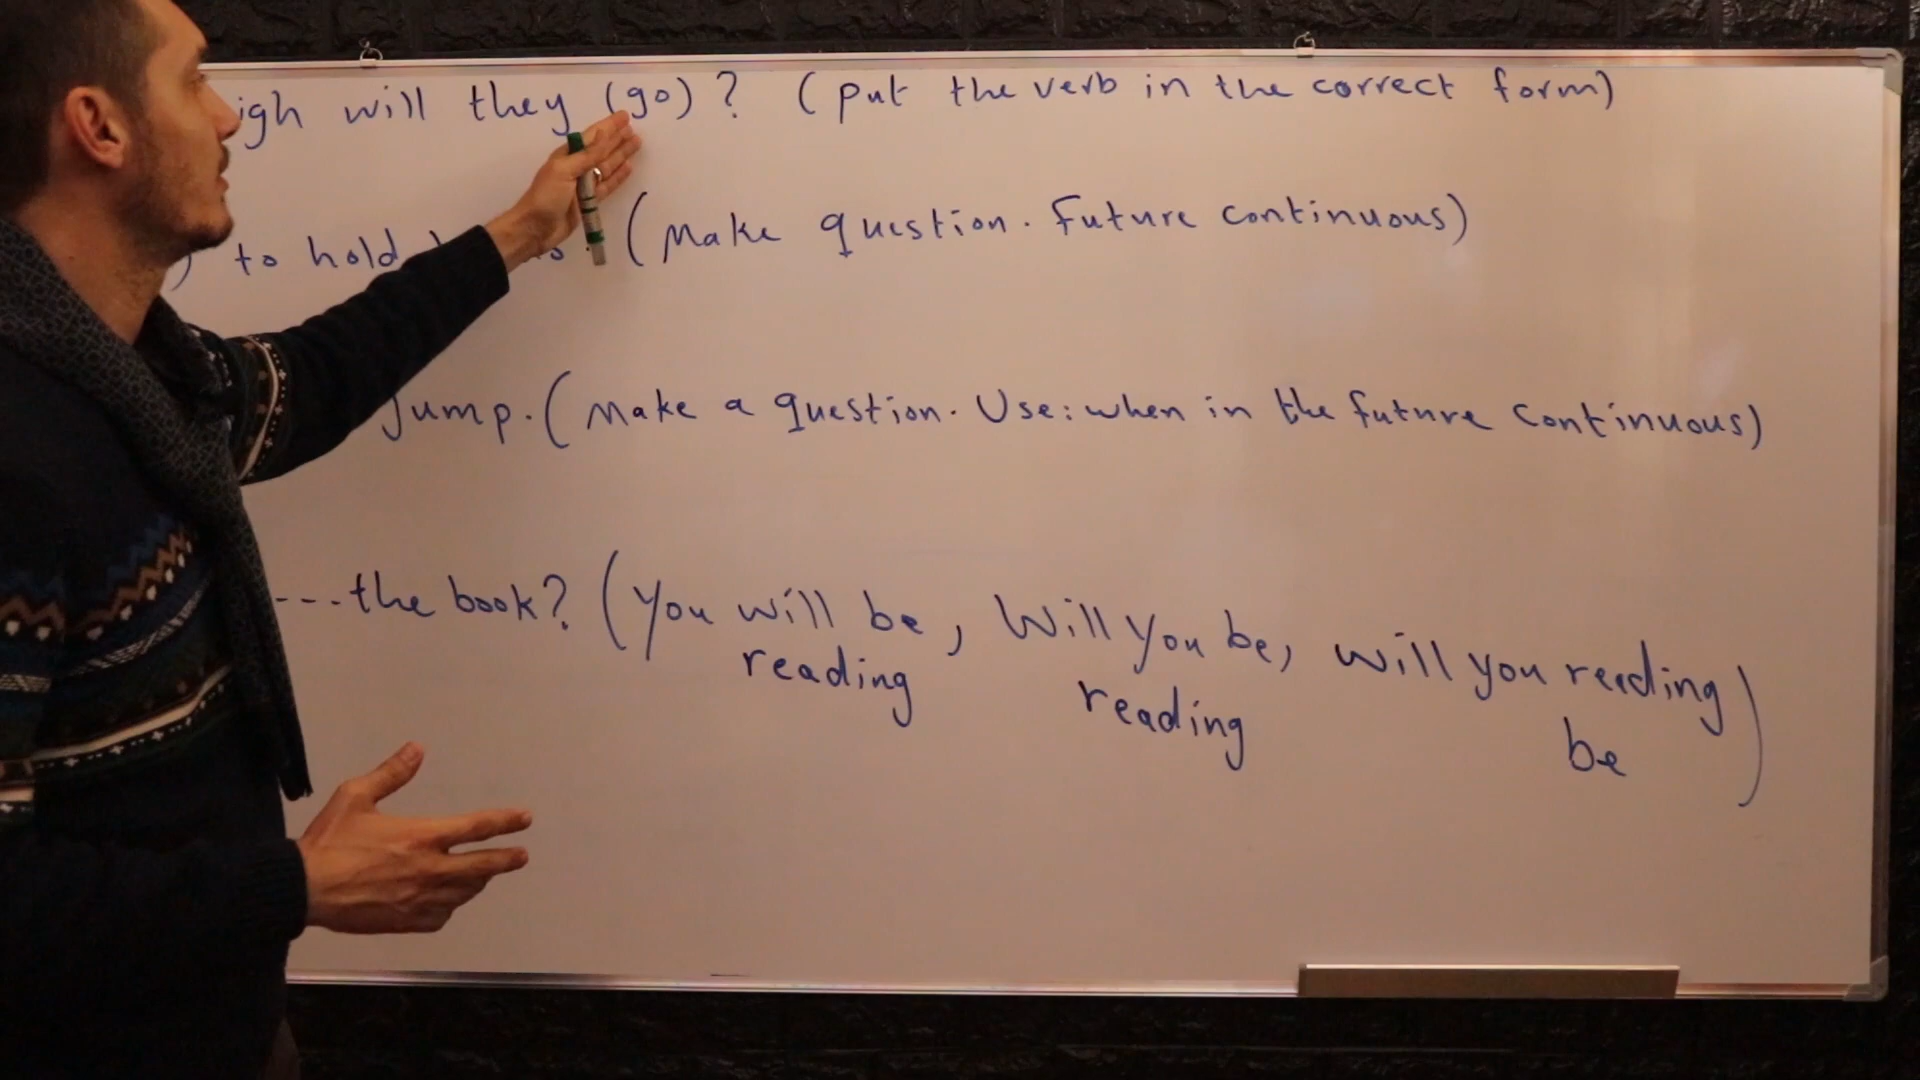 igh will they (go)? (put the verb in the correct form)
) to hold (Make question. Future continuous)
Jump. (Make a question. Use: when in the future continuous)
---the book? (You will be, Will you be, will you reading
reading reading be)